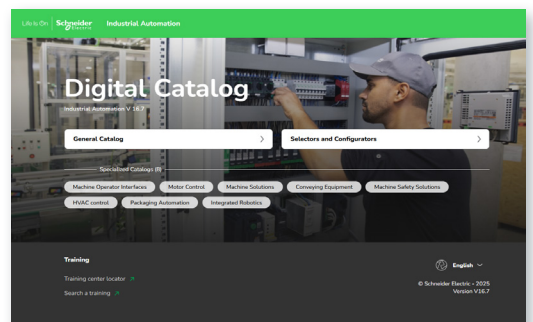 Life Is On
Schneider Electric
Industrial Automation
Digital Catalog
Industrial Automation V 16.7
General Catalog
Selectors and Configurators
Specialized Catalogs (8)
Machine Operator Interfaces
Motor Control
Machine Solutions
Conveying Equipment
Machine Safety Solutions
HVAC control
Packaging Automation
Integrated Robotics
Training
English
Training center locator
Search a training
© Schneider Electric - 2025
Version V16.7